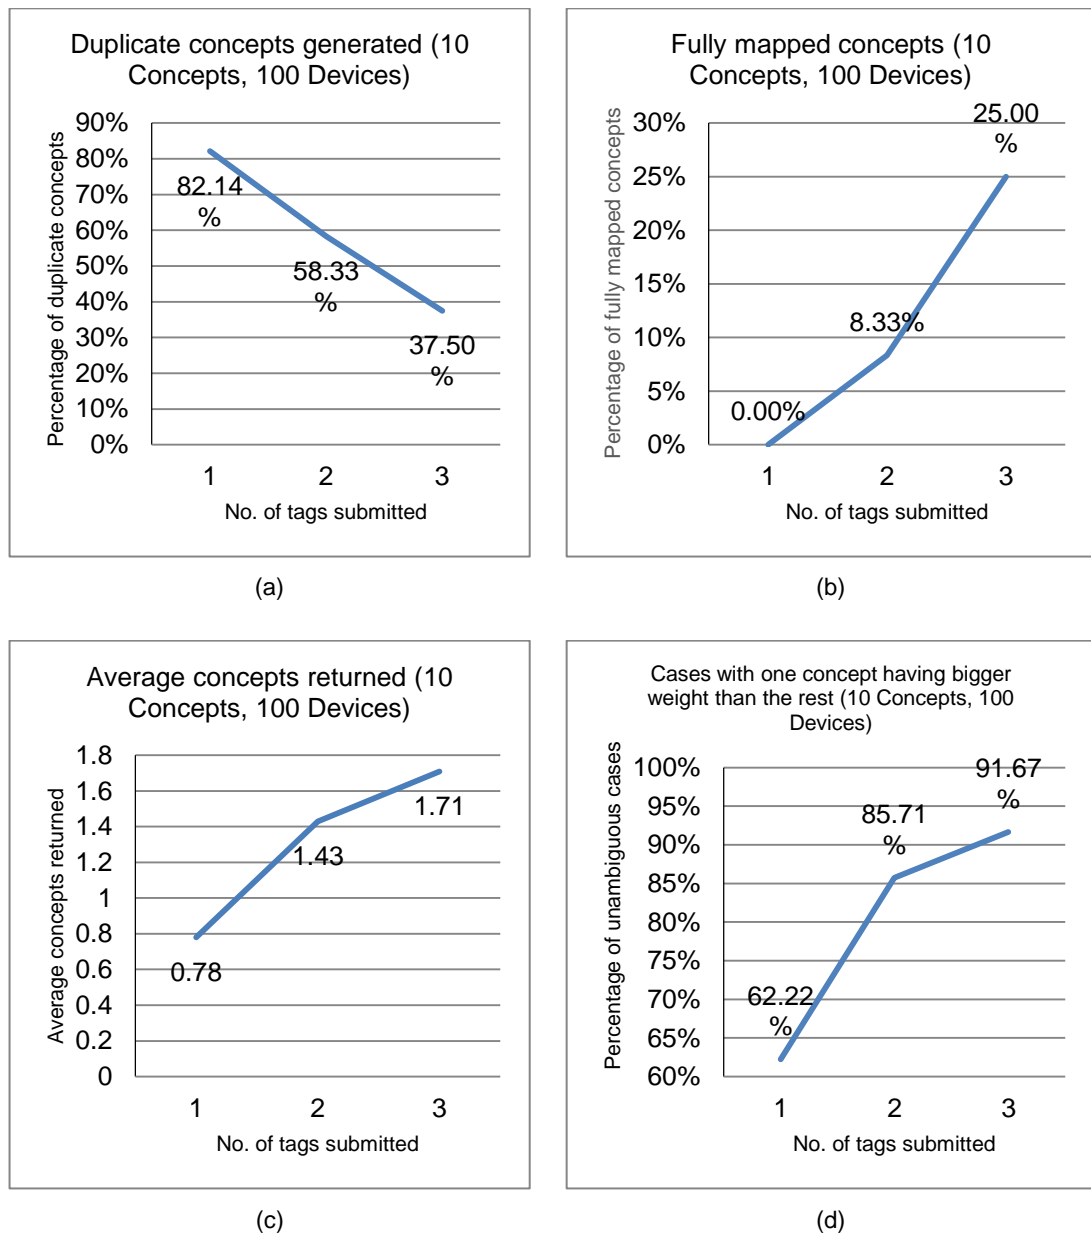 Duplicate concepts generated (10
Concepts, 100 Devices)
Percentage of duplicate concepts
90%
80%
70%
60%
50%
40%
30%
20%
10%
0%
82.14
%
58.33
%
37.50
%
1 2 3
No. of tags submitted
(a)
Fully mapped concepts (10
Concepts, 100 Devices)
Percentage of fully mapped concepts
30%
25%
20%
15%
10%
5%
0%
0.00%
8.33%
25.00
%
1 2 3
No. of tags submitted
(b)
Average concepts returned (10
Concepts, 100 Devices)
Average concepts returned
1.8
1.6
1.4
1.2
1
0.8
0.6
0.4
0.2
0
0.78
1.43
1.71
1 2 3
No. of tags submitted
(c)
Cases with one concept having bigger
weight than the rest (10 Concepts, 100
Devices)
Percentage of unambiguous cases
100%
95%
90%
85%
80%
75%
70%
65%
60%
62.22
%
85.71
%
91.67
%
1 2 3
No. of tags submitted
(d)